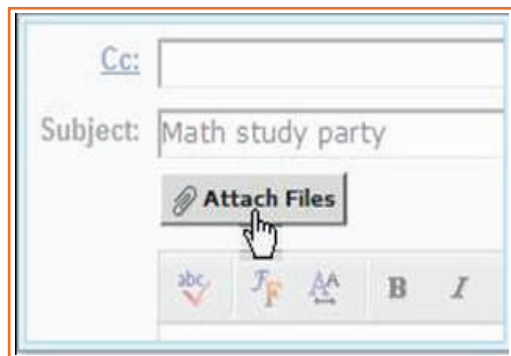 Cc:
Subject: Math study party
Attach Files
abc F F A A B I